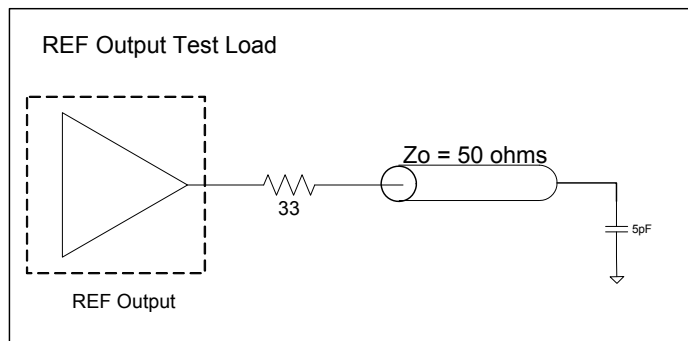 REF Output Test Load
Zo = 50 ohms
33
5pF
REF Output